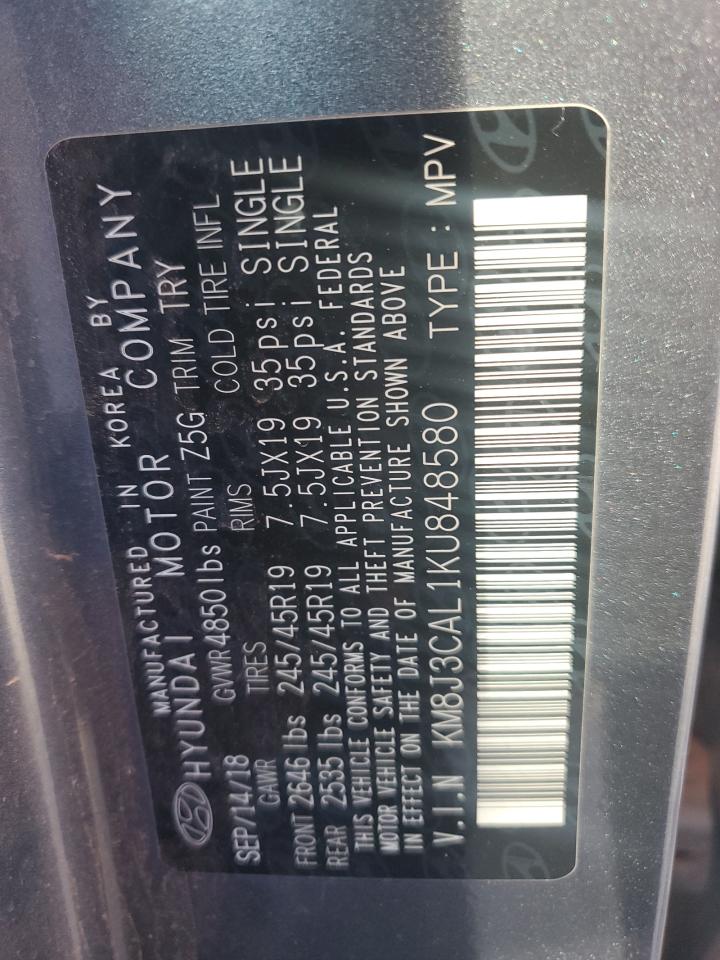 MANUFACTURED IN KOREA BY
HYUNDAI MOTOR COMPANY
SEP/14/18 GVWR 4850lbs PAINT Z5G TRIM TRY
GAWR TIRES RIMS COLD TIRE INFL
FRONT 2646 lbs 245/45R19 7.5JX19 35psi SINGLE
REAR 2535 lbs 245/45R19 7.5JX19 35psi SINGLE
THIS VEHICLE CONFORMS TO ALL APPLICABLE U.S.A. FEDERAL
MOTOR VEHICLE SAFETY AND THEFT PREVENTION STANDARDS
IN EFFECT ON THE DATE OF MANUFACTURE SHOWN ABOVE
V.I.N KM8J3CAL1KU848580 TYPE : MPV